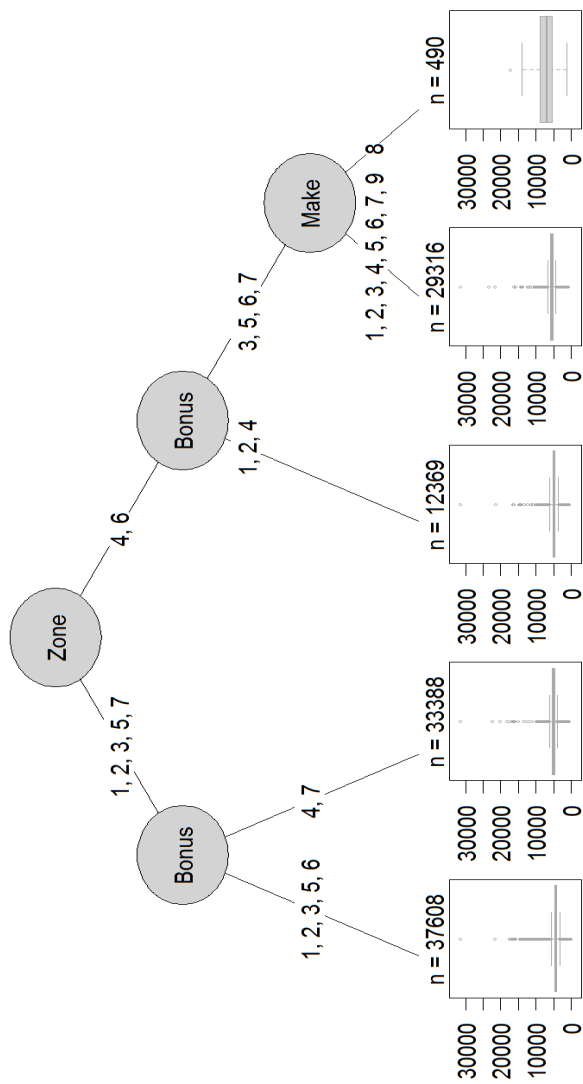 Zone
1, 2, 3, 5, 7
4, 6
Bonus
Bonus
1, 2, 3, 5, 6
4, 7
1, 2, 4
3, 5, 6, 7
Make
1, 2, 3, 4, 5, 6, 7, 9
8
n = 37608
n = 33388
n = 12369
n = 29316
n = 490
30000
20000
10000
0
30000
20000
10000
0
30000
20000
10000
0
30000
20000
10000
0
30000
20000
10000
0